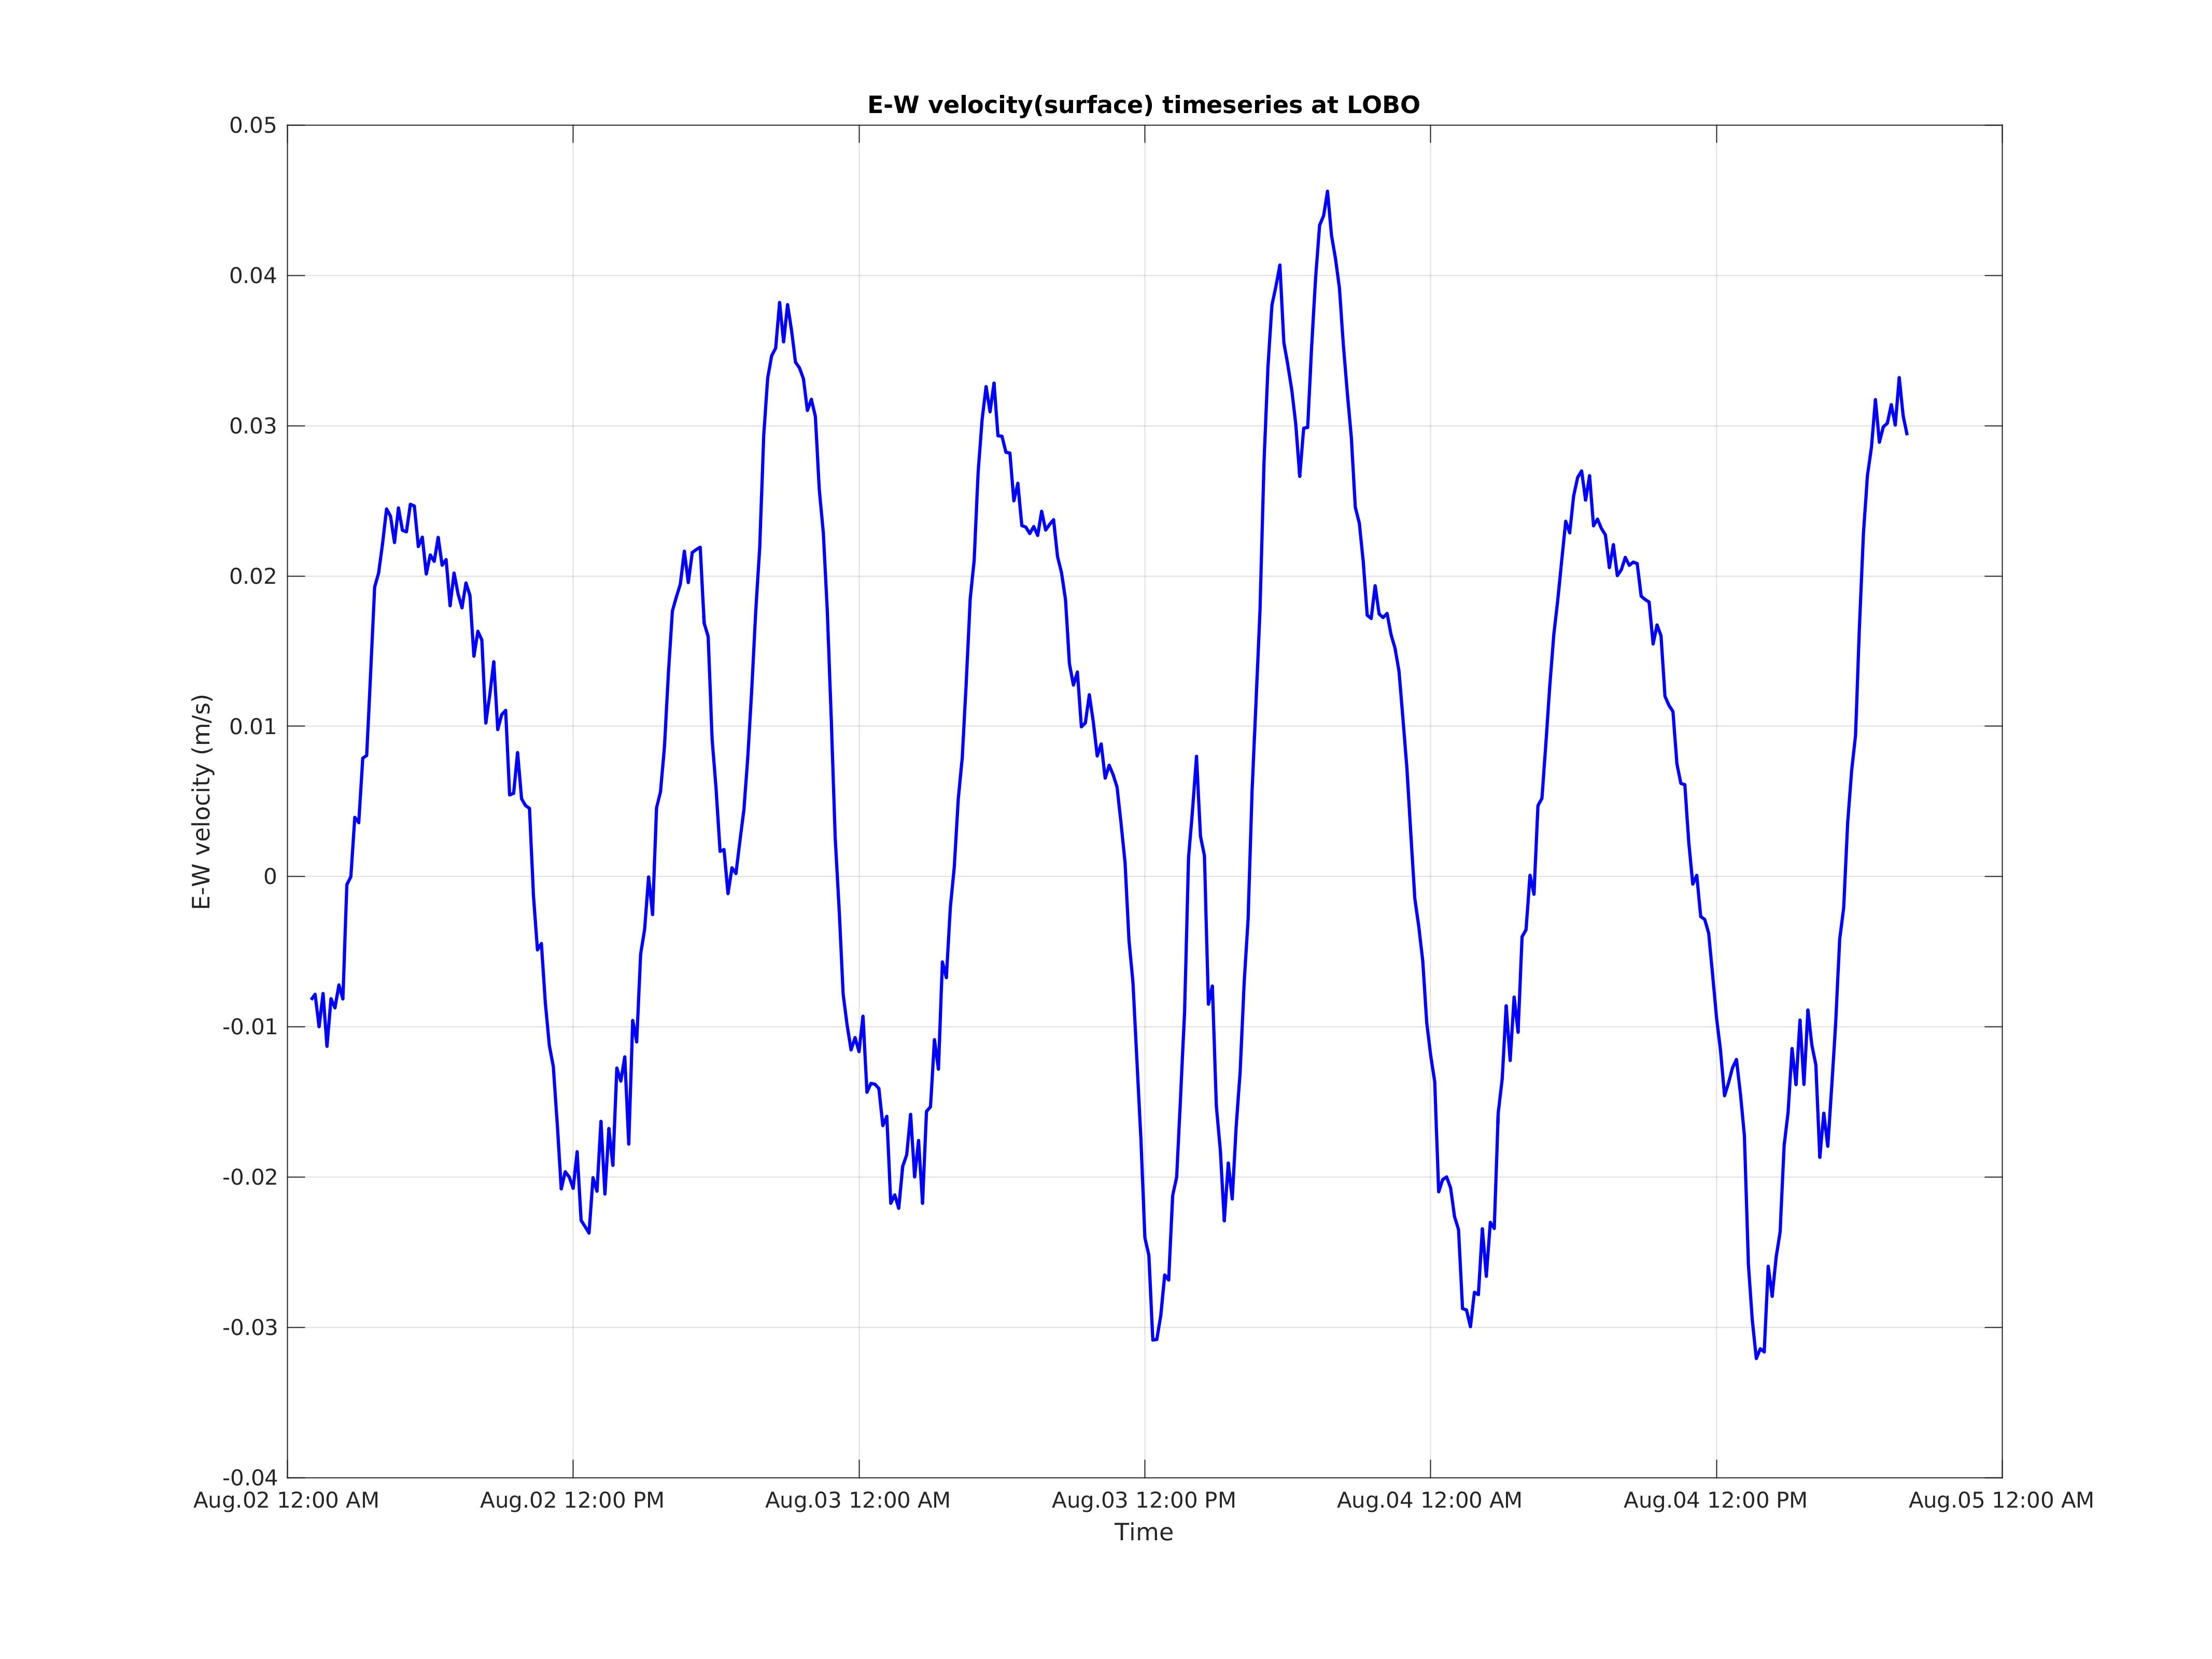 E-W velocity(surface) timeseries at LOBO
E-W velocity (m/s)
0.05
0.04
0.03
0.02
0.01
0
-0.01
-0.02
-0.03
-0.04
Aug.02 12:00 AM
Aug.02 12:00 PM
Aug.03 12:00 AM
Aug.03 12:00 PM
Aug.04 12:00 AM
Aug.04 12:00 PM
Aug.05 12:00 AM
Time